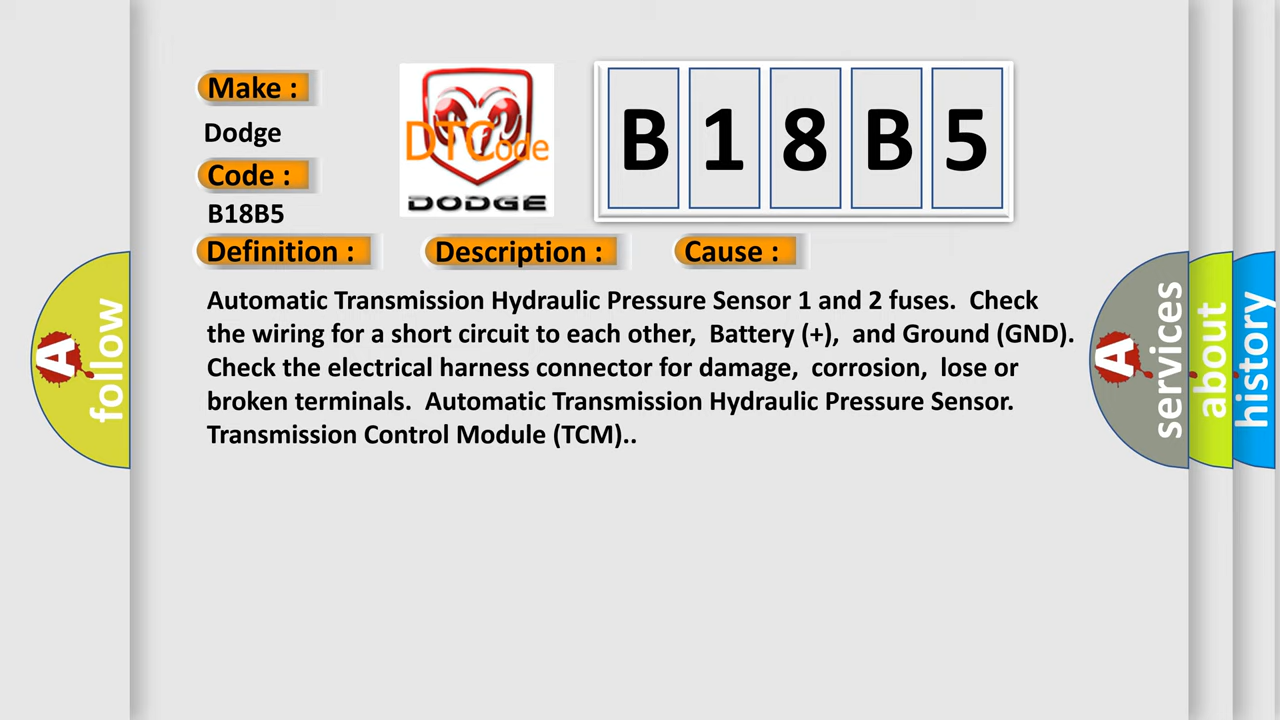 Make :
Dodge
Code :
B18B5
DTCode
DODGE
B 1 8 B 5
Definition :
Description :
Cause :
Automatic Transmission Hydraulic Pressure Sensor 1 and 2 fuses.  Check
the wiring for a short circuit to each other,  Battery (+),  and Ground (GND).
Check the electrical harness connector for damage,  corrosion,  lose or
broken terminals.  Automatic Transmission Hydraulic Pressure Sensor.
Transmission Control Module (TCM)..
A follow
A services
about
history